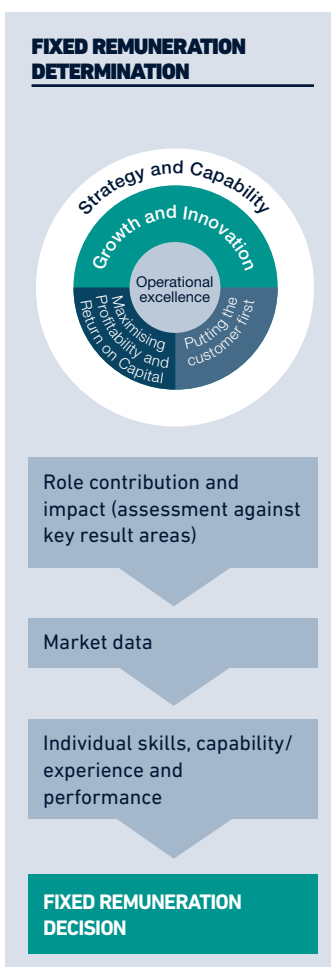 FIXED REMUNERATION
DETERMINATION
Strategy and Capability
Growth and Innovation
Operational
excellence
Maximising
Profitability and
Return on Capital
Putting the
customer first
Role contribution and
impact (assessment against
key result areas)
Market data
Individual skills, capability/
experience and
performance
FIXED REMUNERATION
DECISION